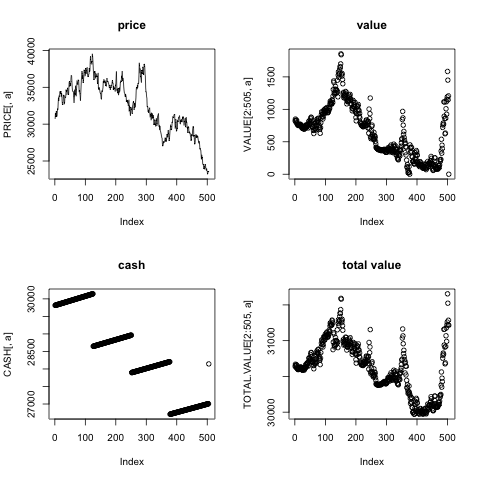 price
PRICE[, a]
40000
35000
30000
25000
0 100 200 300 400 500
Index
value
VALUE[2:505, a]
1500
1000
500
0
0 100 200 300 400 500
Index
cash
CASH[, a]
30000
28500
27000
0 100 200 300 400 500
Index
total value
TOTAL.VALUE[2:505, a]
31000
30000
0 100 200 300 400 500
Index